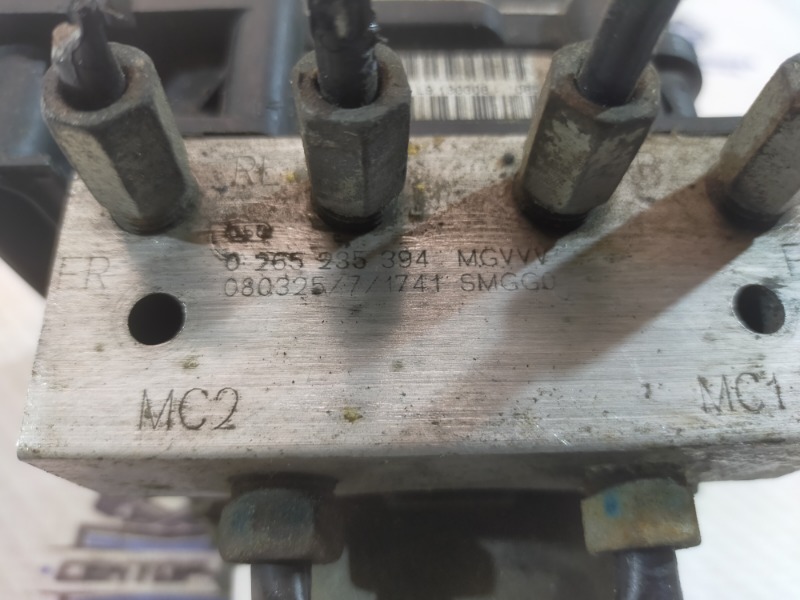 RL
0 265 235 394 MGVVV
FR
080325/7/1741 SMGGD
MC2
MC1